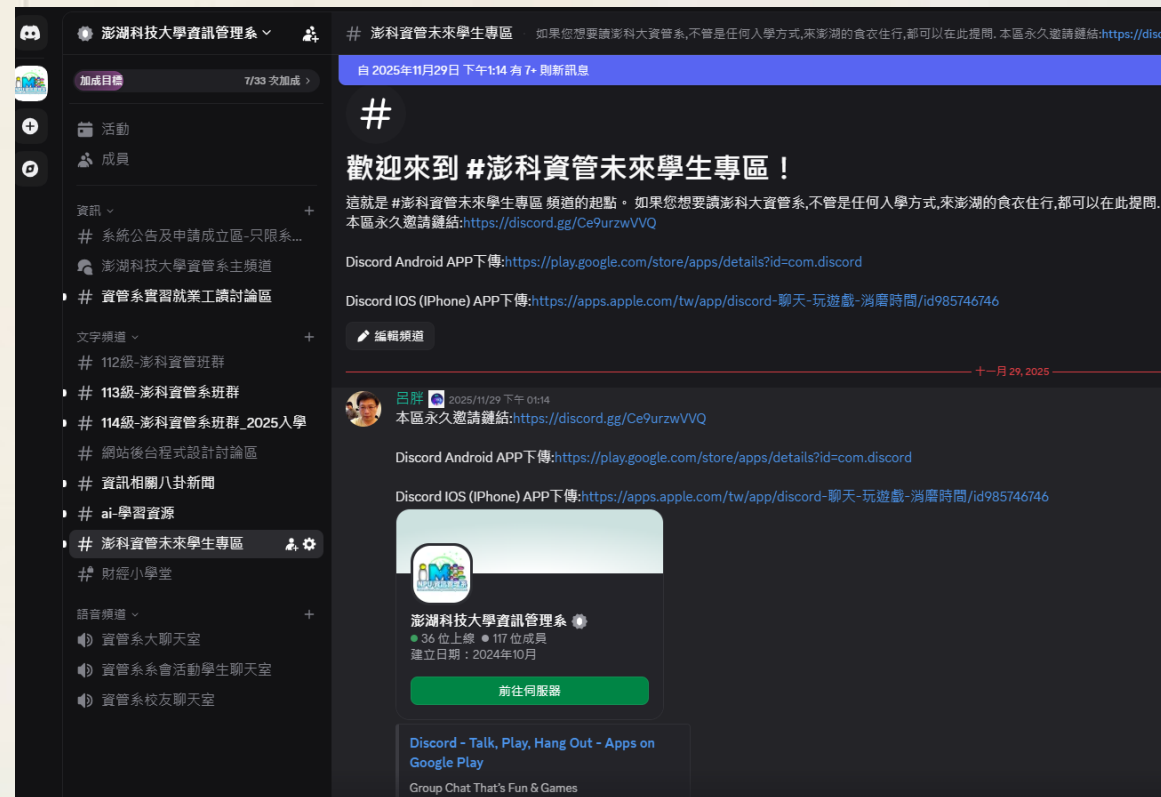 澎湖科技大學資訊管理系
加成目標
7/33 次加成
活動
成員
資訊
系統公告及申請成立區-只限系...
澎湖科技大學資管系主頻道
資管系實習就業工讀討論區
文字頻道
112級-澎科資管班群
113級-澎科資管系班群
114級-澎科資管系班群_2025入學
網站後台程式設計討論區
資訊相關八卦新聞
ai-學習資源
澎科資管未來學生專區
財經小學堂
語音頻道
資管系大聊天室
資管系系會活動學生聊天室
資管系校友聊天室
# 澎科資管未來學生專區 如果您想要讀澎科大資管系,不管是任何入學方式,來澎湖的食衣住行,都可以在此提問. 本區永久邀請鏈結:https://disc
自 2025年11月29日 下午1:14 有 7+ 則新訊息
歡迎來到 #澎科資管未來學生專區！
這就是 #澎科資管未來學生專區 頻道的起點。 如果您想要讀澎科大資管系,不管是任何入學方式,來澎湖的食衣住行,都可以在此提問.
本區永久邀請鏈結:https://discord.gg/Ce9urzwVVQ
Discord Android APP下傳:https://play.google.com/store/apps/details?id=com.discord
Discord IOS (IPhone) APP下傳:https://apps.apple.com/tw/app/discord-聊天-玩遊戲-消磨時間/id985746746
編輯頻道
十一月 29, 2025
呂胖 2025/11/29 下午 01:14
本區永久邀請鏈結:https://discord.gg/Ce9urzwVVQ
Discord Android APP下傳:https://play.google.com/store/apps/details?id=com.discord
Discord IOS (IPhone) APP下傳:https://apps.apple.com/tw/app/discord-聊天-玩遊戲-消磨時間/id985746746
澎湖科技大學資訊管理系
36 位上線 117 位成員
建立日期：2024年10月
前往伺服器
Discord - Talk, Play, Hang Out - Apps on
Google Play
Group Chat That's Fun & Games